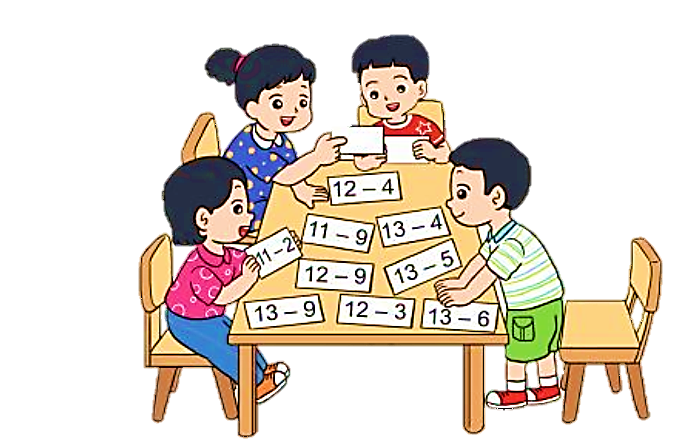 12 – 4
11 – 9
13 – 4
11 – 2
12 – 9
13 – 5
13 – 9
12 – 3
13 – 6